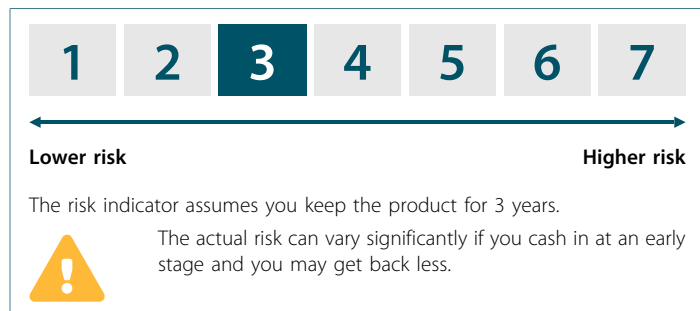 1 2 3 4 5 6 7
Lower risk Higher risk
The risk indicator assumes you keep the product for 3 years.
The actual risk can vary significantly if you cash in at an early
stage and you may get back less.